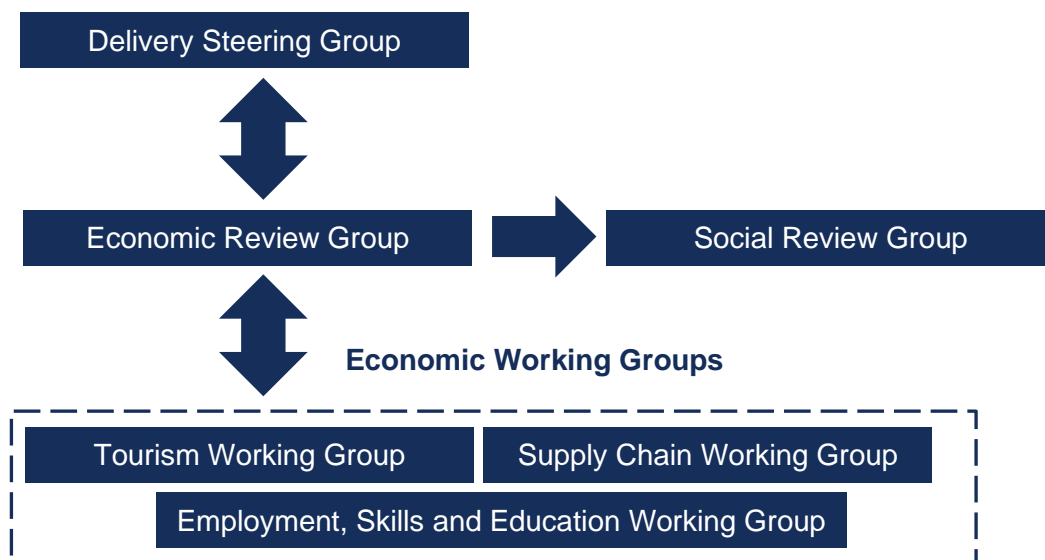 Delivery Steering Group
Economic Review Group
Social Review Group
Economic Working Groups
Tourism Working Group
Supply Chain Working Group
Employment, Skills and Education Working Group